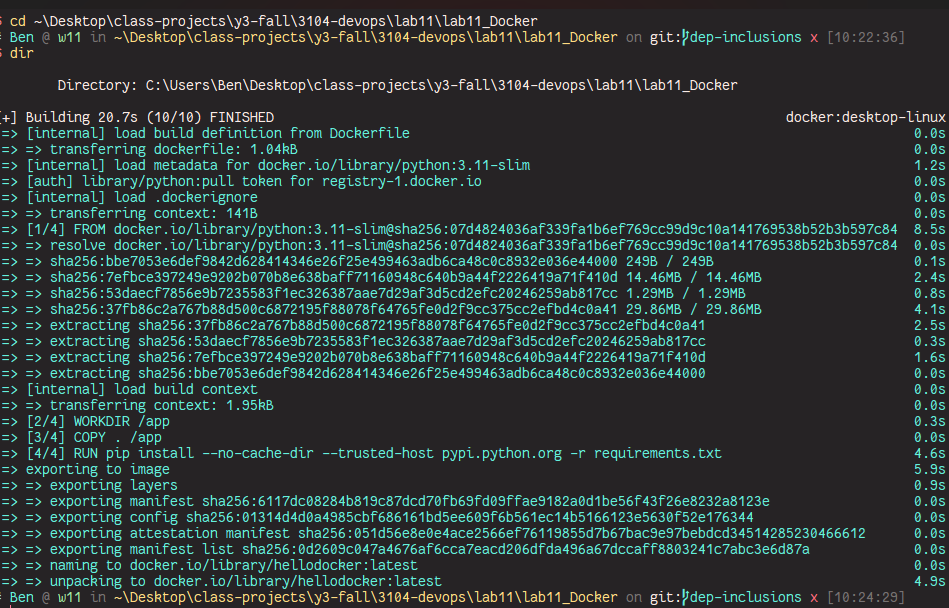 cd ~\Desktop\class-projects\y3-fall\3104-devops\lab11\lab11_Docker
Ben @ w11 in ~\Desktop\class-projects\y3-fall\3104-devops\lab11\lab11_Docker on git: dep-inclusions x [10:22:36]
dir
Directory: C:\Users\Ben\Desktop\class-projects\y3-fall\3104-devops\lab11\lab11_Docker
[+] Building 20.7s (10/10) FINISHED docker:desktop-linux
=> [internal] load build definition from Dockerfile 0.0s
=> => transferring dockerfile: 1.04kB 0.0s
=> [internal] load metadata for docker.io/library/python:3.11-slim 1.2s
=> [auth] library/python:pull token for registry-1.docker.io 0.0s
=> [internal] load .dockerignore 0.0s
=> => transferring context: 141B 0.0s
=> [1/4] FROM docker.io/library/python:3.11-slim@sha256:07d4824036af339fa1b6ef769cc99d9c10a141769538b52b3b597c84 8.5s
=> => resolve docker.io/library/python:3.11-slim@sha256:07d4824036af339fa1b6ef769cc99d9c10a141769538b52b3b597c84 0.0s
=> => sha256:bbe7053e6def9842d628414346e26f25e499463adb6ca48c0c8932e036e44000 249B / 249B 0.1s
=> => sha256:7efbce397249e9202b070b8e638baff71160948c640b9a44f2226419a71f410d 14.46MB / 14.46MB 2.4s
=> => sha256:53daecf7856e9b7235583f1ec326387aae7d29af3d5cd2efc20246259ab817cc 1.29MB / 1.29MB 0.8s
=> => sha256:37fb86c2a767b88d500c6872195f88078f64765fe0d2f9cc375cc2efbd4c0a41 29.86MB / 29.86MB 4.1s
=> => extracting sha256:37fb86c2a767b88d500c6872195f88078f64765fe0d2f9cc375cc2efbd4c0a41 2.5s
=> => extracting sha256:53daecf7856e9b7235583f1ec326387aae7d29af3d5cd2efc20246259ab817cc 0.3s
=> => extracting sha256:7efbce397249e9202b070b8e638baff71160948c640b9a44f2226419a71f410d 1.6s
=> => extracting sha256:bbe7053e6def9842d628414346e26f25e499463adb6ca48c0c8932e036e44000 0.0s
=> [internal] load build context 0.0s
=> => transferring context: 1.95kB 0.0s
=> [2/4] WORKDIR /app 0.3s
=> [3/4] COPY . /app 0.0s
=> [4/4] RUN pip install --no-cache-dir --trusted-host pypi.python.org -r requirements.txt 4.6s
=> exporting to image 5.9s
=> => exporting layers 0.9s
=> => exporting manifest sha256:6117dc08284b819c87dcd70fb69fd09ffae9182a0d1be56f43f26e8232a8123e 0.0s
=> => exporting config sha256:01314d4d0a4985cbf686161bd5ee609f6b561ec14b5166123e5630f52e176344 0.0s
=> => exporting attestation manifest sha256:051d56e8e0e4ace2566ef76119855d7b67bac9e97bebdcd34514285230466612 0.0s
=> => exporting manifest list sha256:0d2609c047a4676af6cca7eacd206dfda496a67dccaff8803241c7abc3e6d87a 0.0s
=> => naming to docker.io/library/hellodocker:latest 0.0s
=> => unpacking to docker.io/library/hellodocker:latest 4.9s
Ben @ w11 in ~\Desktop\class-projects\y3-fall\3104-devops\lab11\lab11_Docker on git: dep-inclusions x [10:24:29]